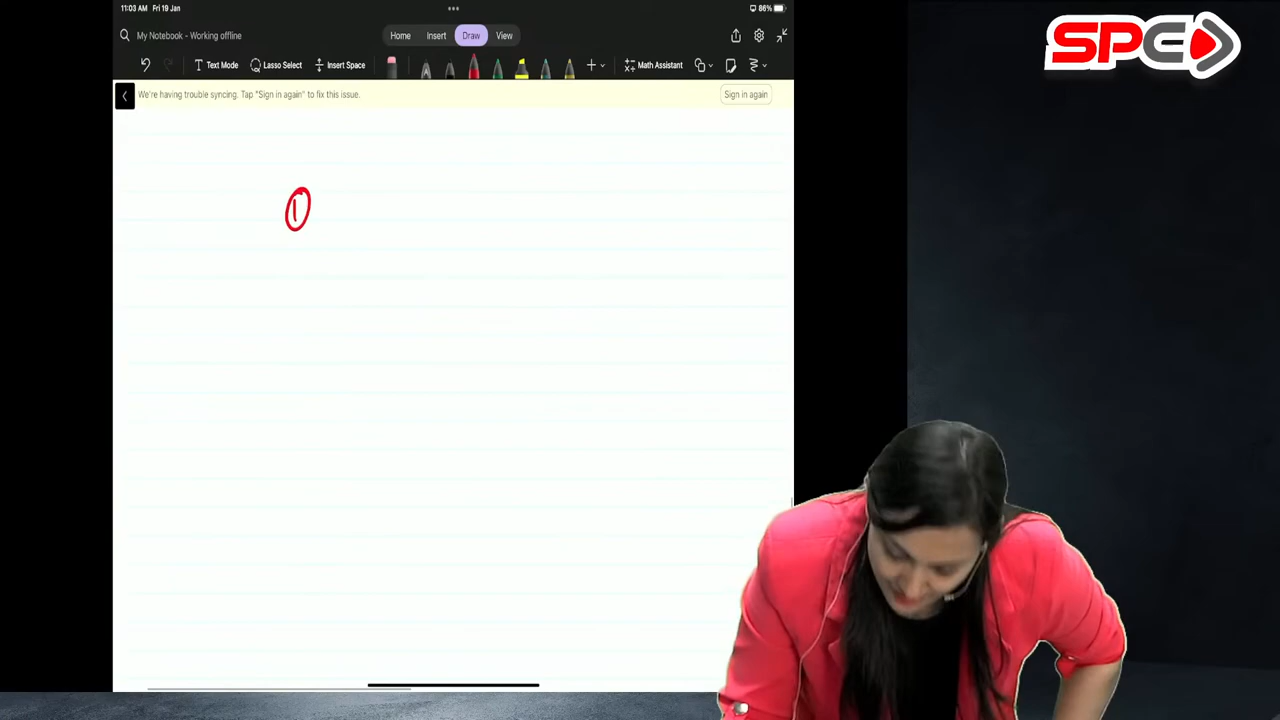 11:03 AM Fri 19 Jan
86%
My Notebook - Working offline
Home Insert Draw View
Text Mode Lasso Select Insert Space Math Assistant
We're having trouble syncing. Tap "Sign in again" to fix this issue.
Sign in again
1
SPE